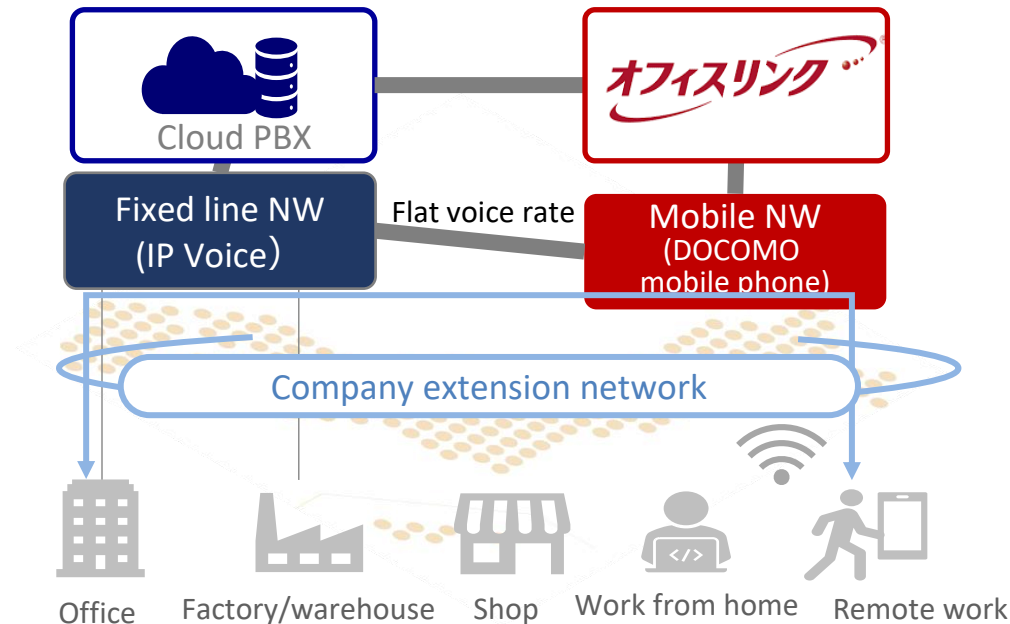 Cloud PBX
オフィスリンク
®
Fixed line NW
(IP Voice）
Flat voice rate
Mobile NW
(DOCOMO
mobile phone)
Company extension network
</>
Office
Factory/warehouse
Shop
Work from home
Remote work